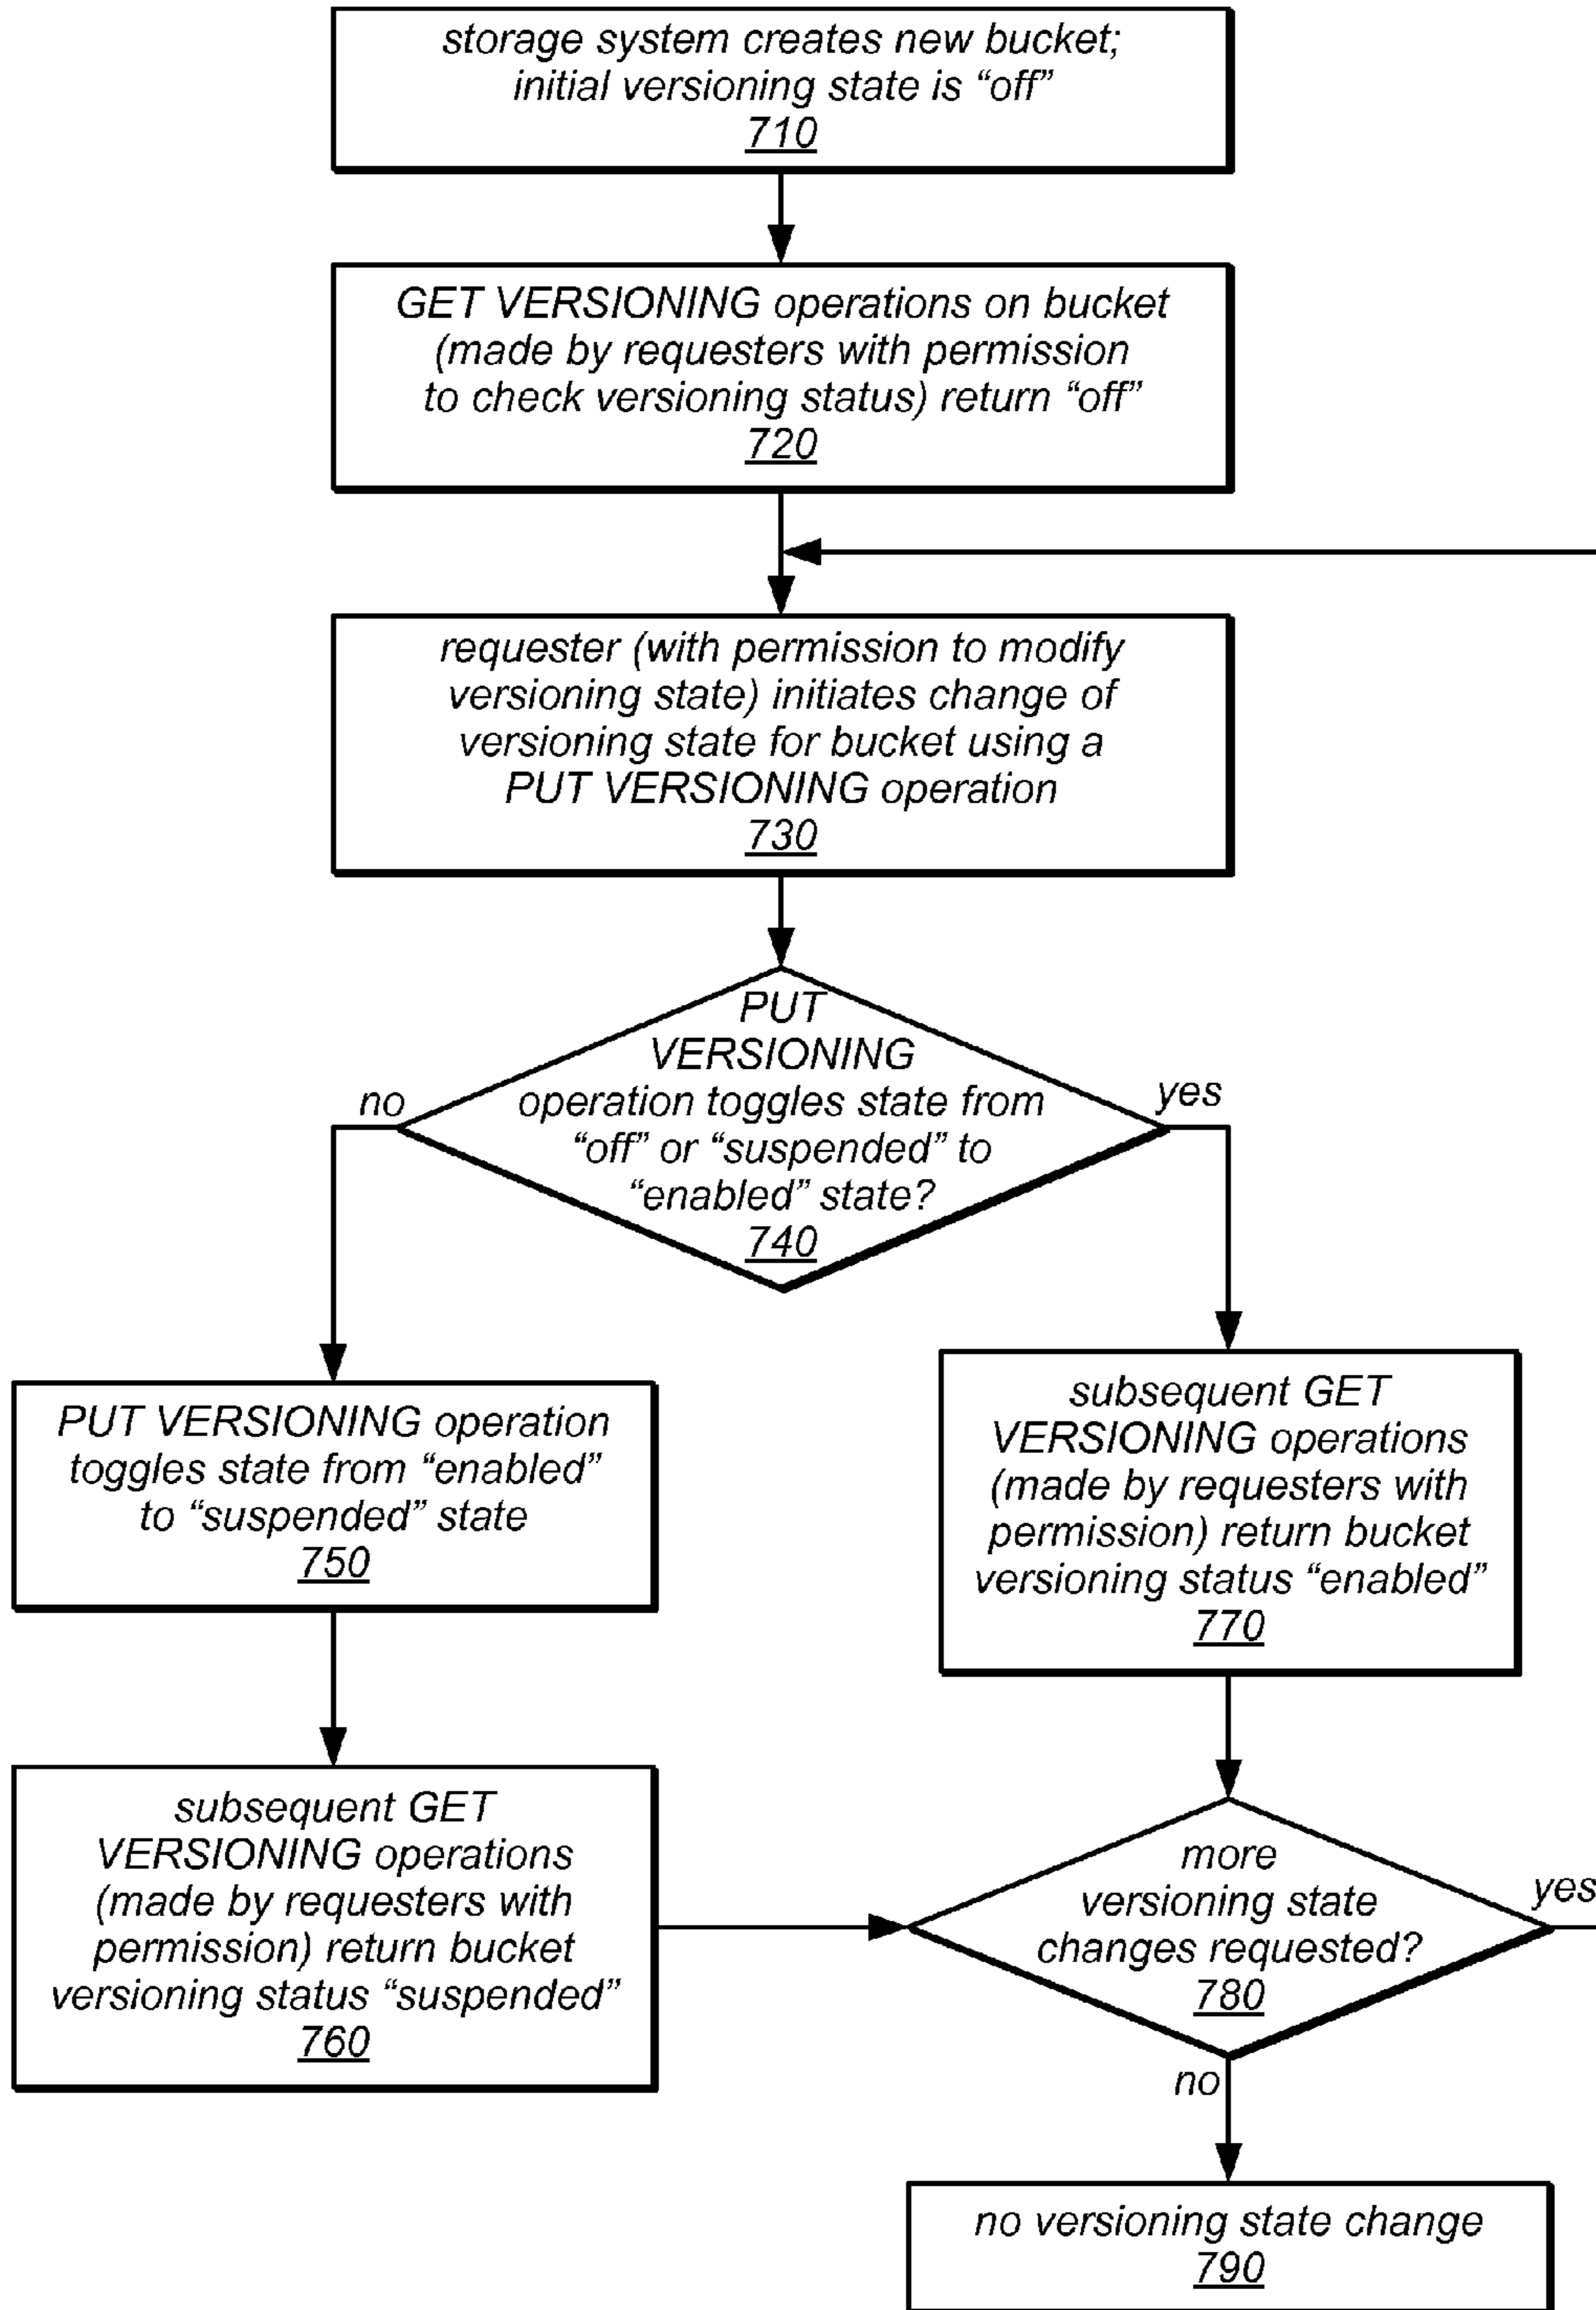 storage system creates new bucket;
initial versioning state is “off”
710
GET VERSIONING operations on bucket
(made by requesters with permission
to check versioning status) return “off”
720
requester (with permission to modify
versioning state) initiates change of
versioning state for bucket using a
PUT VERSIONING operation
730
PUT
VERSIONING
operation toggles state from
“off” or “suspended” to
“enabled” state?
740
no
yes
PUT VERSIONING operation
toggles state from “enabled”
to “suspended” state
750
subsequent GET
VERSIONING operations
(made by requesters with
permission) return bucket
versioning status “enabled”
770
subsequent GET
VERSIONING operations
(made by requesters with
permission) return bucket
versioning status “suspended”
760
more
versioning state
changes requested?
780
yes
no
no versioning state change
790